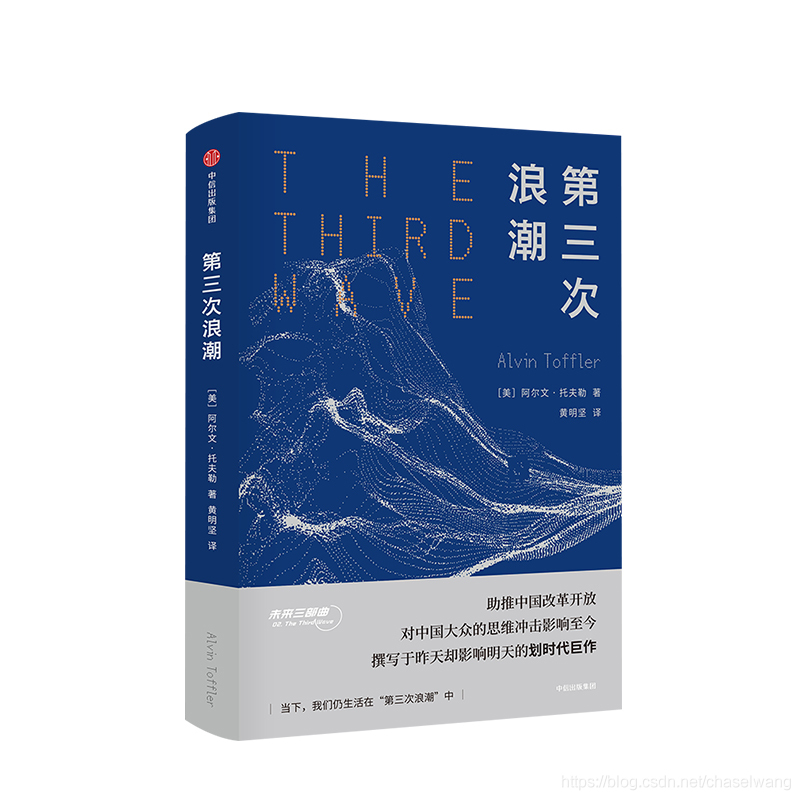 中信出版集团
第三次浪潮
[美] 阿尔文·托夫勒 著 黄明坚 译
Alvin Toffler
THE
THIRD
WAVE
第三次
浪潮
Alvin Toffler
[美] 阿尔文·托夫勒 著
黄明坚 译
未来三部曲
02. The Third Wave
助推中国改革开放
对中国大众的思维冲击影响至今
撰写于昨天却影响明天的划时代巨作
中信出版集团
当下，我们仍生活在“第三次浪潮”中
https://blog.csdn.net/chaselwang